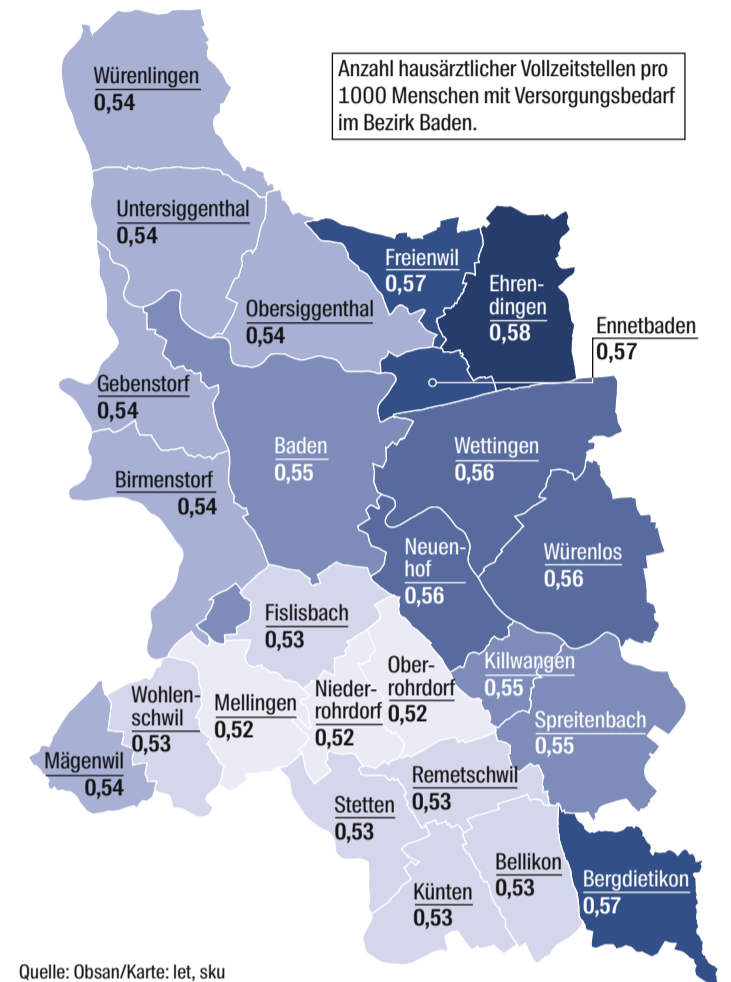 Anzahl hausärztlicher Vollzeitstellen pro
1000 Menschen mit Versorgungsbedarf
im Bezirk Baden.
Würenlingen
0,54
Untersiggenthal
0,54
Obersiggenthal
0,54
Freienwil
0,57
Ehren-
dingen
0,58
Ennetbaden
0,57
Gebenstorf
0,54
Birmenstorf
0,54
Baden
0,55
Wettingen
0,56
Neuen-
hof
0,56
Würenlos
0,56
Fislisbach
0,53
Killwangen
0,55
Spreitenbach
0,55
Ober-
rohrdorf
0,52
Nieder-
rohrdorf
0,52
Mellingen
0,52
Wohlen-
schwil
0,53
Mägenwil
0,54
Remetschwil
0,53
Stetten
0,53
Künten
0,53
Bellikon
0,53
Bergdietikon
0,57
Quelle: Obsan/Karte: let, sku